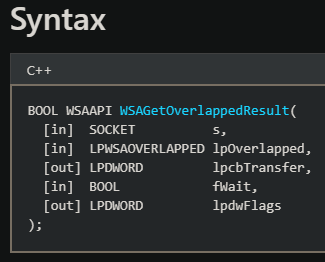 Syntax
C++
BOOL WSAAPI WSAGetOverlappedResult(
  [in]  SOCKET          s,
  [in]  LPWSAOVERLAPPED lpOverlapped,
  [out] LPDWORD         lpcbTransfer,
  [in]  BOOL            fWait,
  [out] LPDWORD         lpdwFlags
);